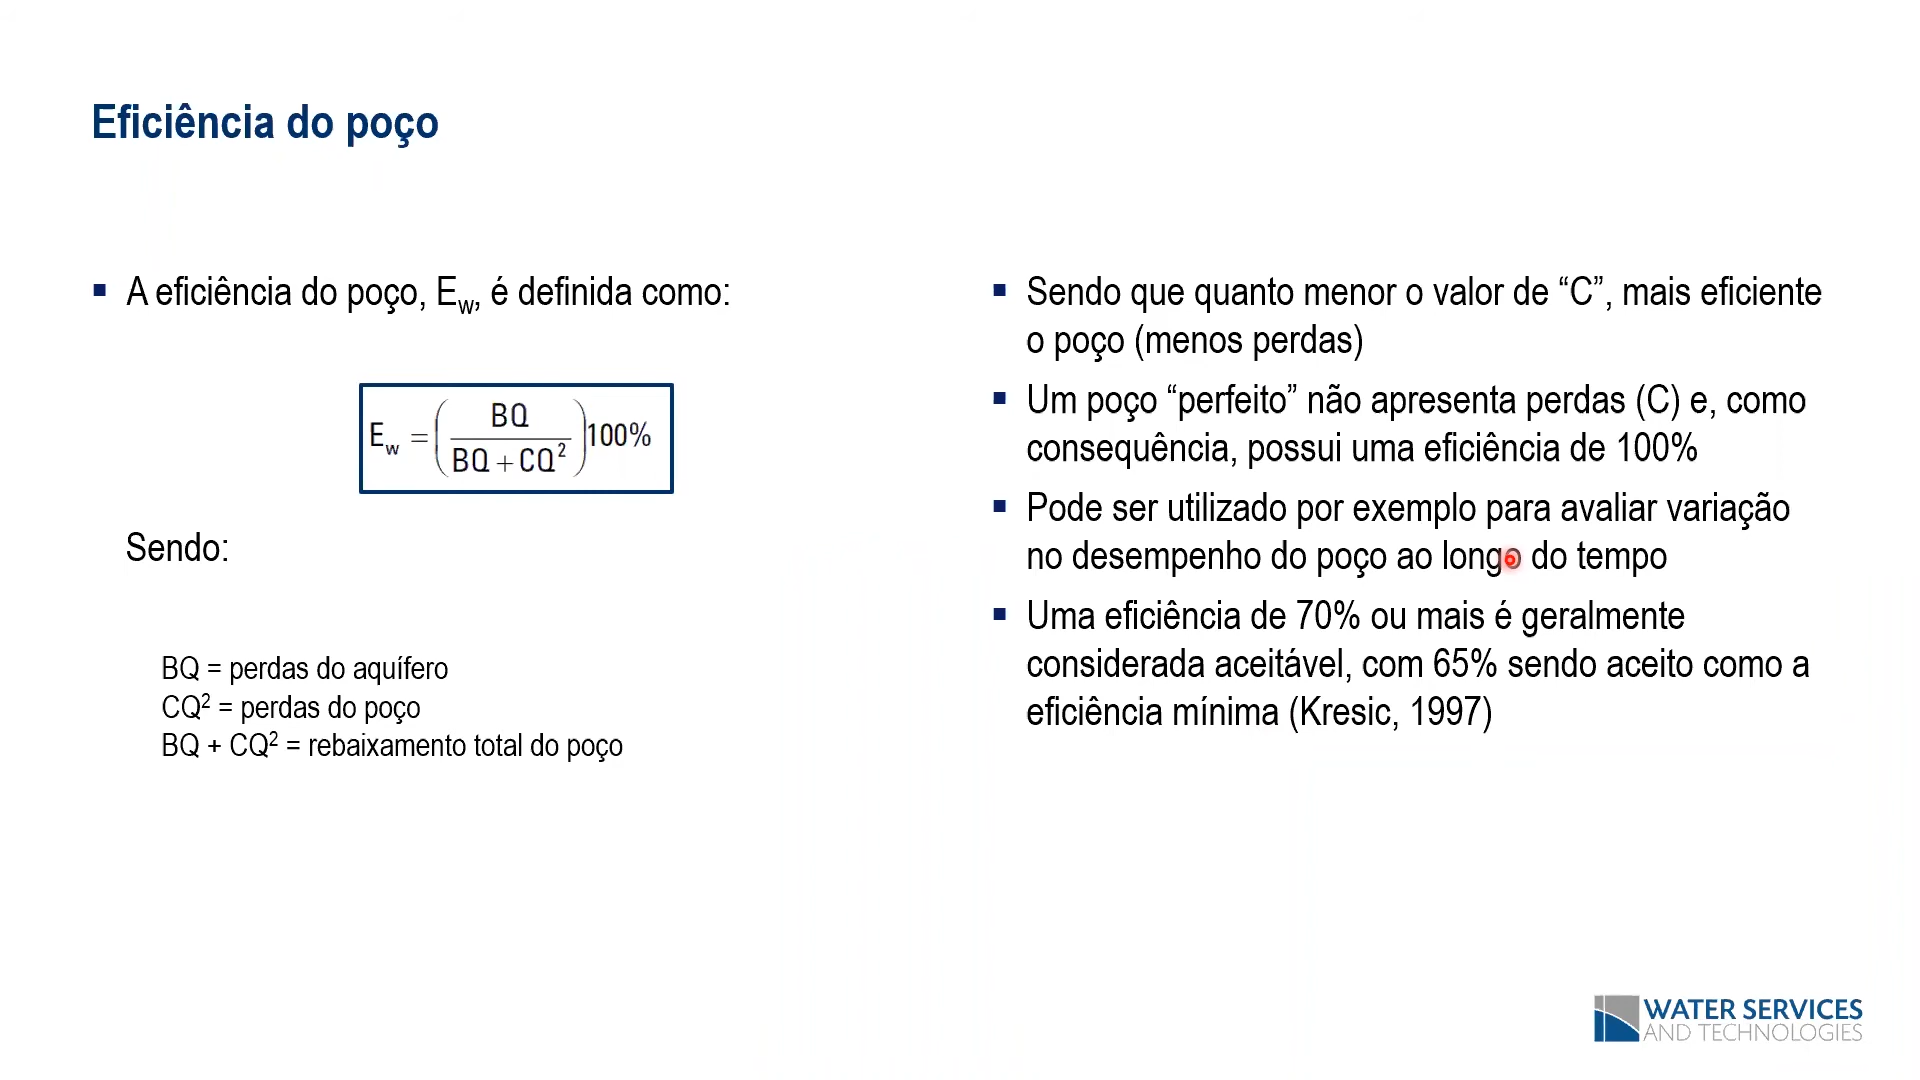 Eficiência do poço
▪ A eficiência do poço, E_w, é definida como:
E_w = (BQ / (BQ + CQ²)) 100%
Sendo:
BQ = perdas do aquífero
CQ² = perdas do poço
BQ + CQ² = rebaixamento total do poço
▪ Sendo que quanto menor o valor de “C”, mais eficiente
o poço (menos perdas)
▪ Um poço “perfeito” não apresenta perdas (C) e, como
consequência, possui uma eficiência de 100%
▪ Pode ser utilizado por exemplo para avaliar variação
no desempenho do poço ao longo do tempo
▪ Uma eficiência de 70% ou mais é geralmente
considerada aceitável, com 65% sendo aceito como a
eficiência mínima (Kresic, 1997)
WATER SERVICES
AND TECHNOLOGIES